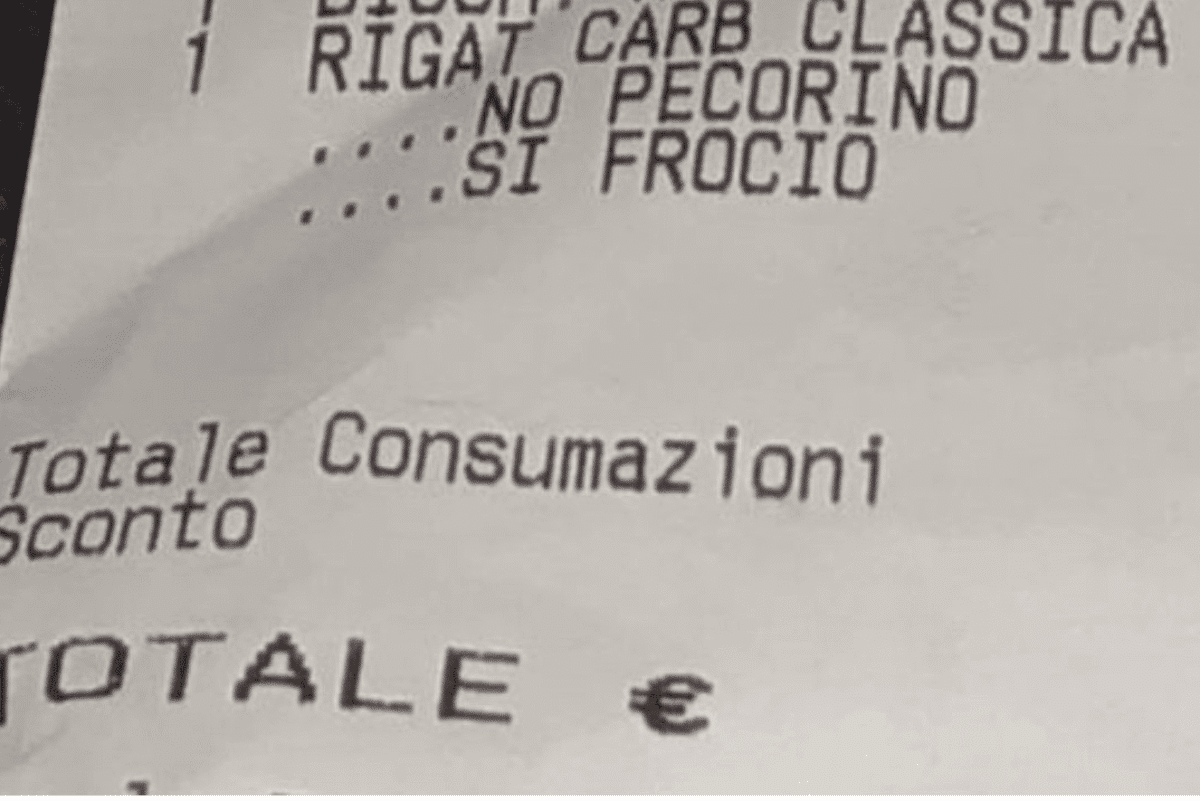 1 RIGAT CARB CLASSICA
....NO PECORINO
....SI FROCIO
Totale Consumazioni
Sconto
TOTALE €